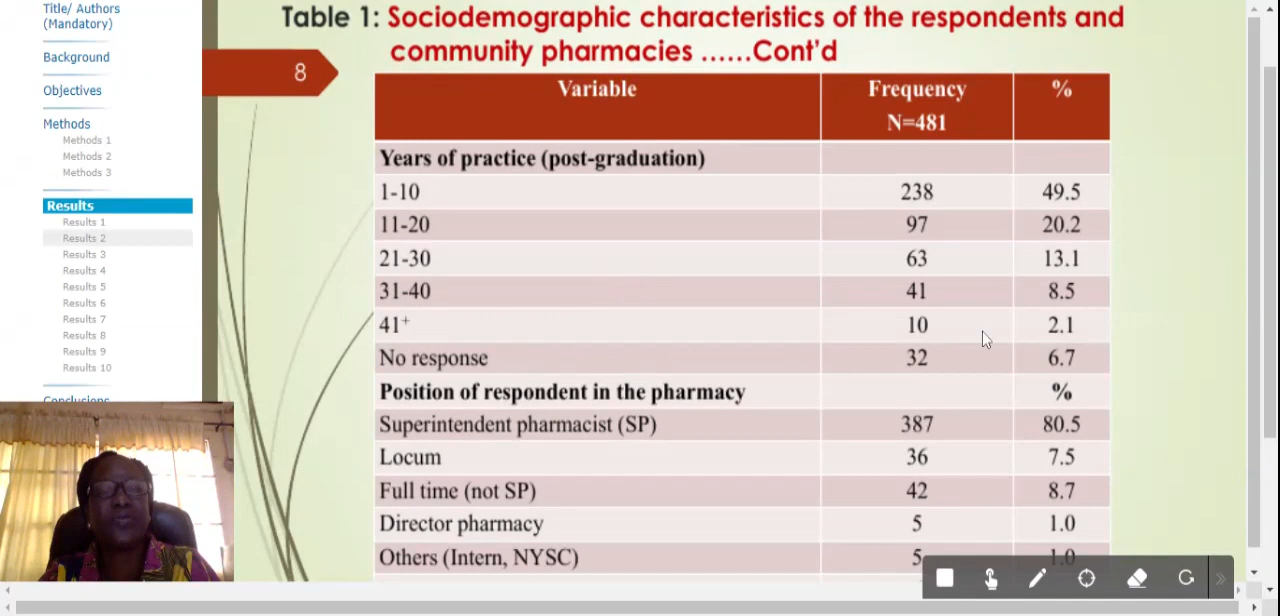 Title/ Authors
(Mandatory)
Background
Objectives
Methods
Methods 1
Methods 2
Methods 3
Results
Results 1
Results 2
Results 3
Results 4
Results 5
Results 6
Results 7
Results 8
Results 9
Results 10
Conclusions
Table 1: Sociodemographic characteristics of the respondents and
community pharmacies ......Cont'd
8
Variable Frequency N=481 %
Years of practice (post-graduation)
1-10 238 49.5
11-20 97 20.2
21-30 63 13.1
31-40 41 8.5
41+ 10 2.1
No response 32 6.7
Position of respondent in the pharmacy %
Superintendent pharmacist (SP) 387 80.5
Locum 36 7.5
Full time (not SP) 42 8.7
Director pharmacy 5 1.0
Others (Intern, NYSC) 5 1.0